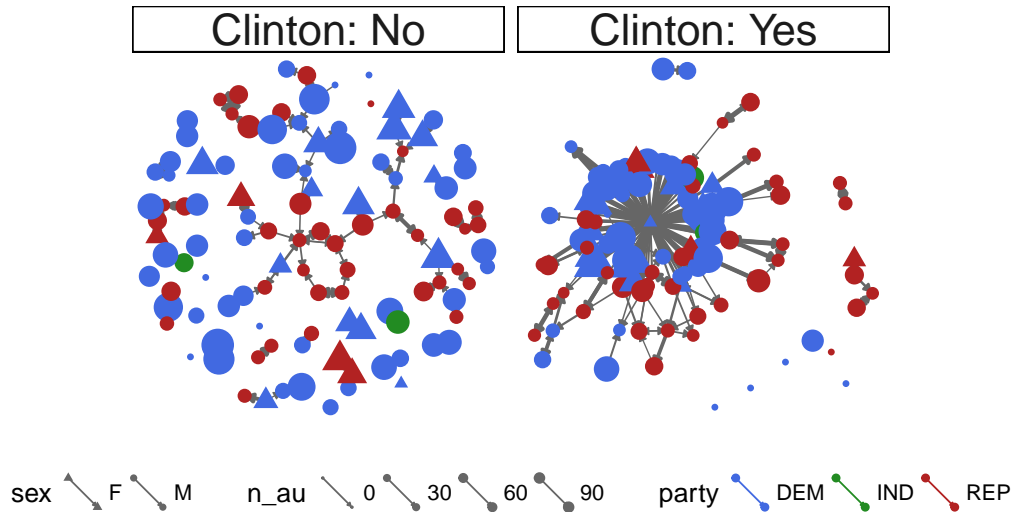 Clinton: No
Clinton: Yes
sex F M n_au 0 30 60 90 party DEM IND REP